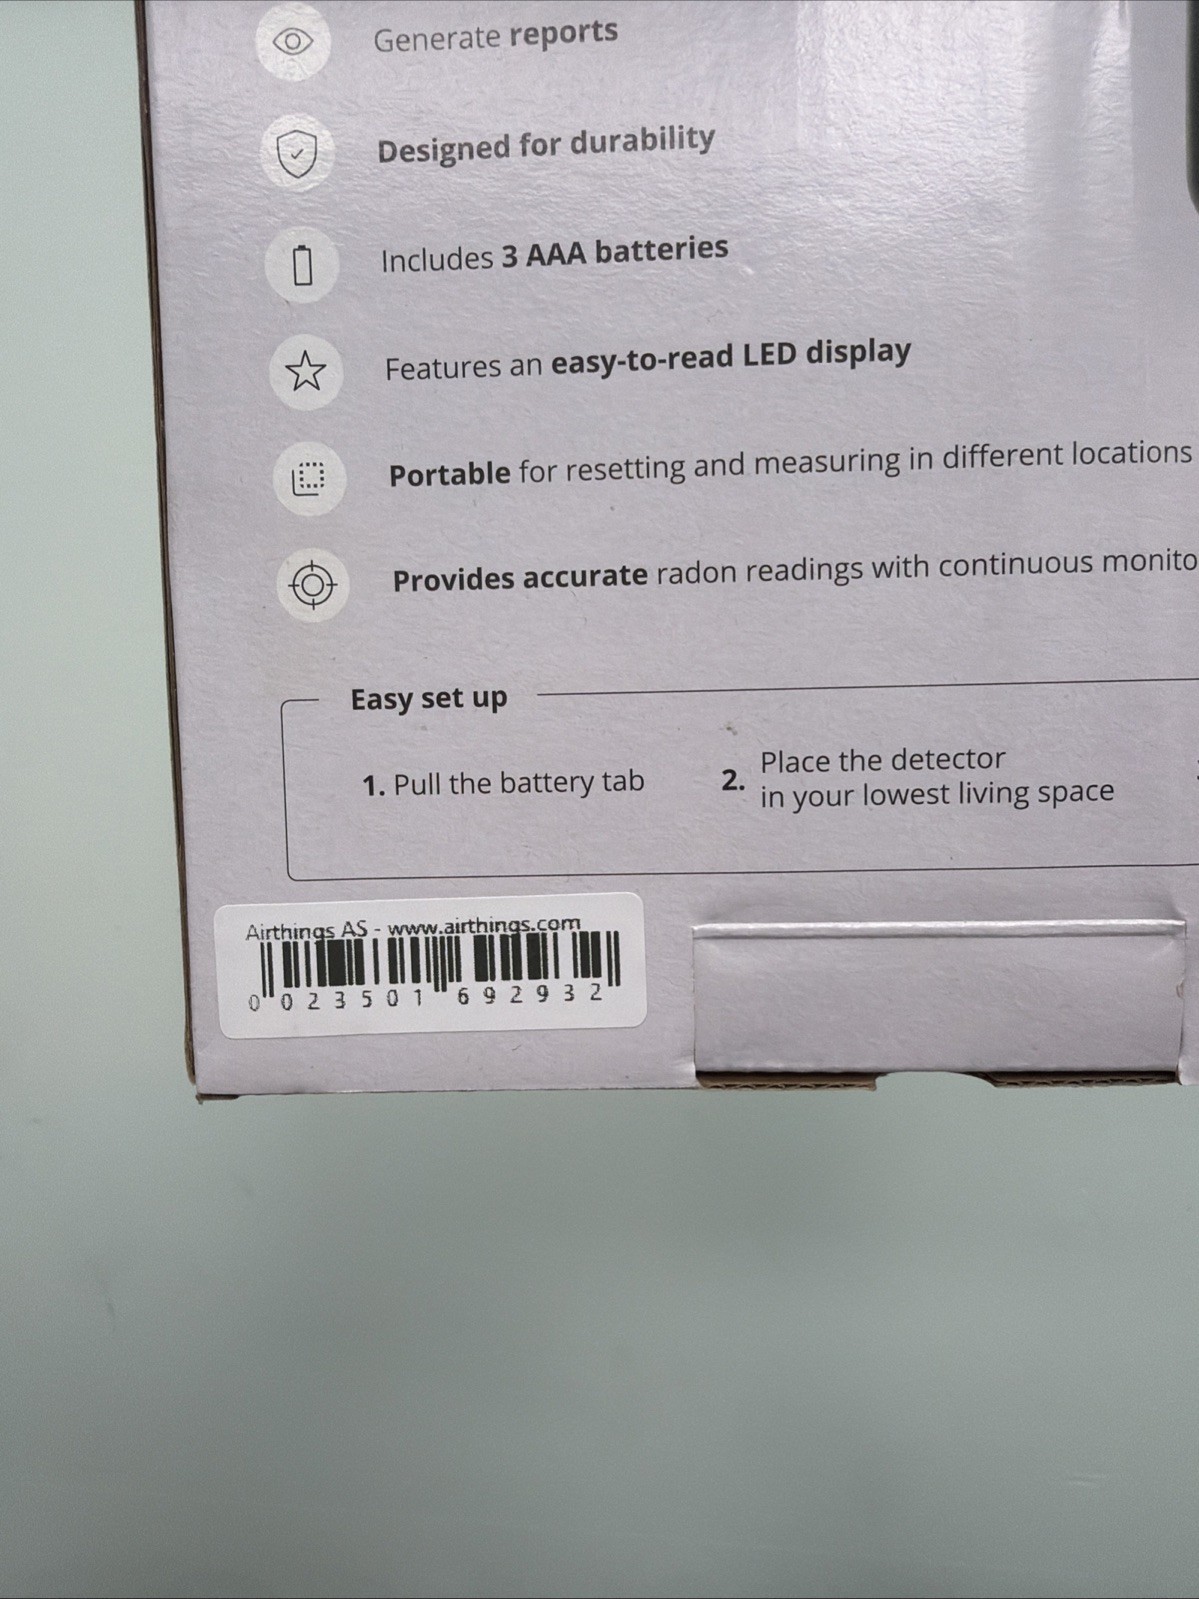 Generate reports
Designed for durability
Includes 3 AAA batteries
Features an easy-to-read LED display
Portable for resetting and measuring in different locations
Provides accurate radon readings with continuous monito
Easy set up
1. Pull the battery tab
2. Place the detector
in your lowest living space
Airthings AS - www.airthings.com
0 023501 692932